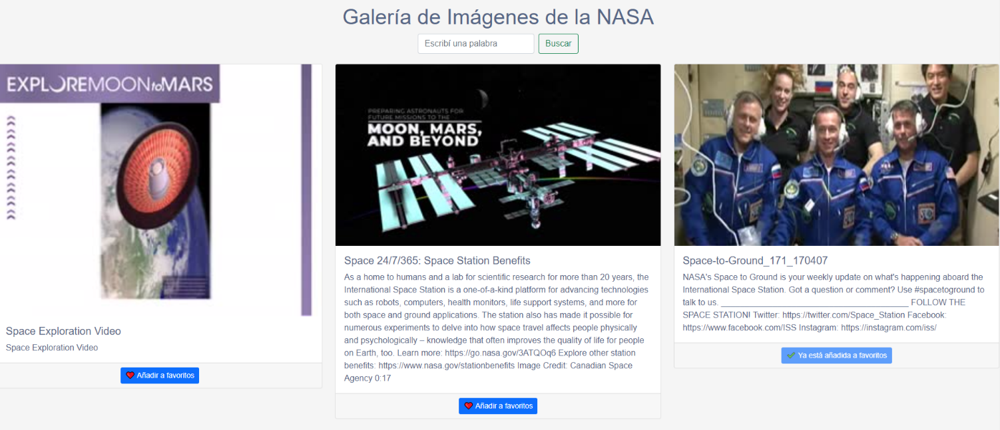 Galería de Imágenes de la NASA
Escribí una palabra
Buscar
EXPLOREMOONtoMARS
Space Exploration Video
Space Exploration Video
Añadir a favoritos
PREPARING ASTRONAUTS FOR
FUTURE MISSIONS TO THE
MOON, MARS,
AND BEYOND
Space 24/7/365: Space Station Benefits
As a home to humans and a lab for scientific research for more than 20 years, the
International Space Station is a one-of-a-kind platform for advancing technologies
such as robots, computers, health monitors, life support systems, and more for
both space and ground applications. The station also has made it possible for
numerous experiments to delve into how space travel affects people physically
and psychologically – knowledge that often improves the quality of life for people
on Earth, too. Learn more: https://go.nasa.gov/3ATQOq6 Explore other station
benefits: https://www.nasa.gov/stationbenefits Image Credit: Canadian Space
Agency 0:17
Añadir a favoritos
Space-to-Ground_171_170407
NASA's Space to Ground is your weekly update on what's happening aboard the
International Space Station. Got a question or comment? Use #spacetoground to
talk to us. ________________________________________ FOLLOW THE
SPACE STATION! Twitter: https://twitter.com/Space_Station Facebook:
https://www.facebook.com/ISS Instagram: https://instagram.com/iss/
Ya está añadida a favoritos